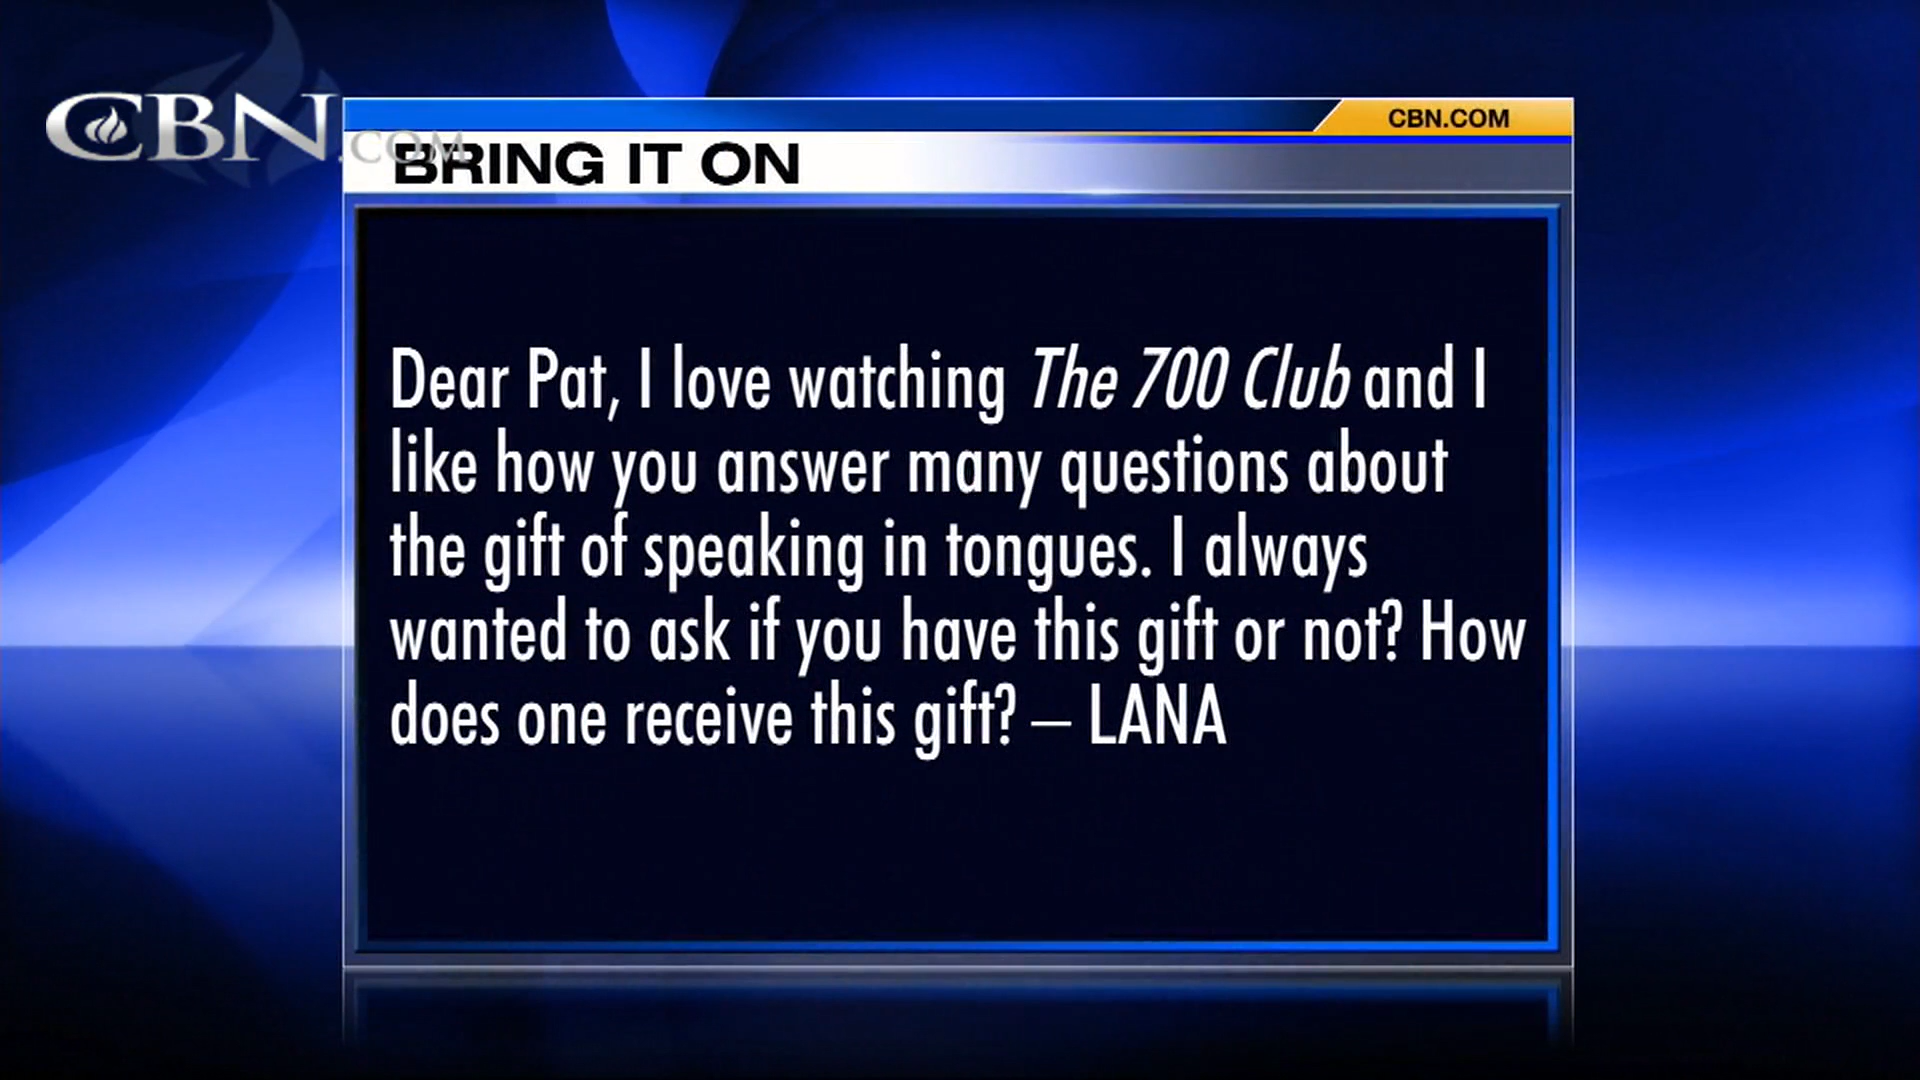 CBN.COM
CBN.COM
BRING IT ON
Dear Pat, I love watching The 700 Club and I
like how you answer many questions about
the gift of speaking in tongues. I always
wanted to ask if you have this gift or not? How
does one receive this gift? – LANA